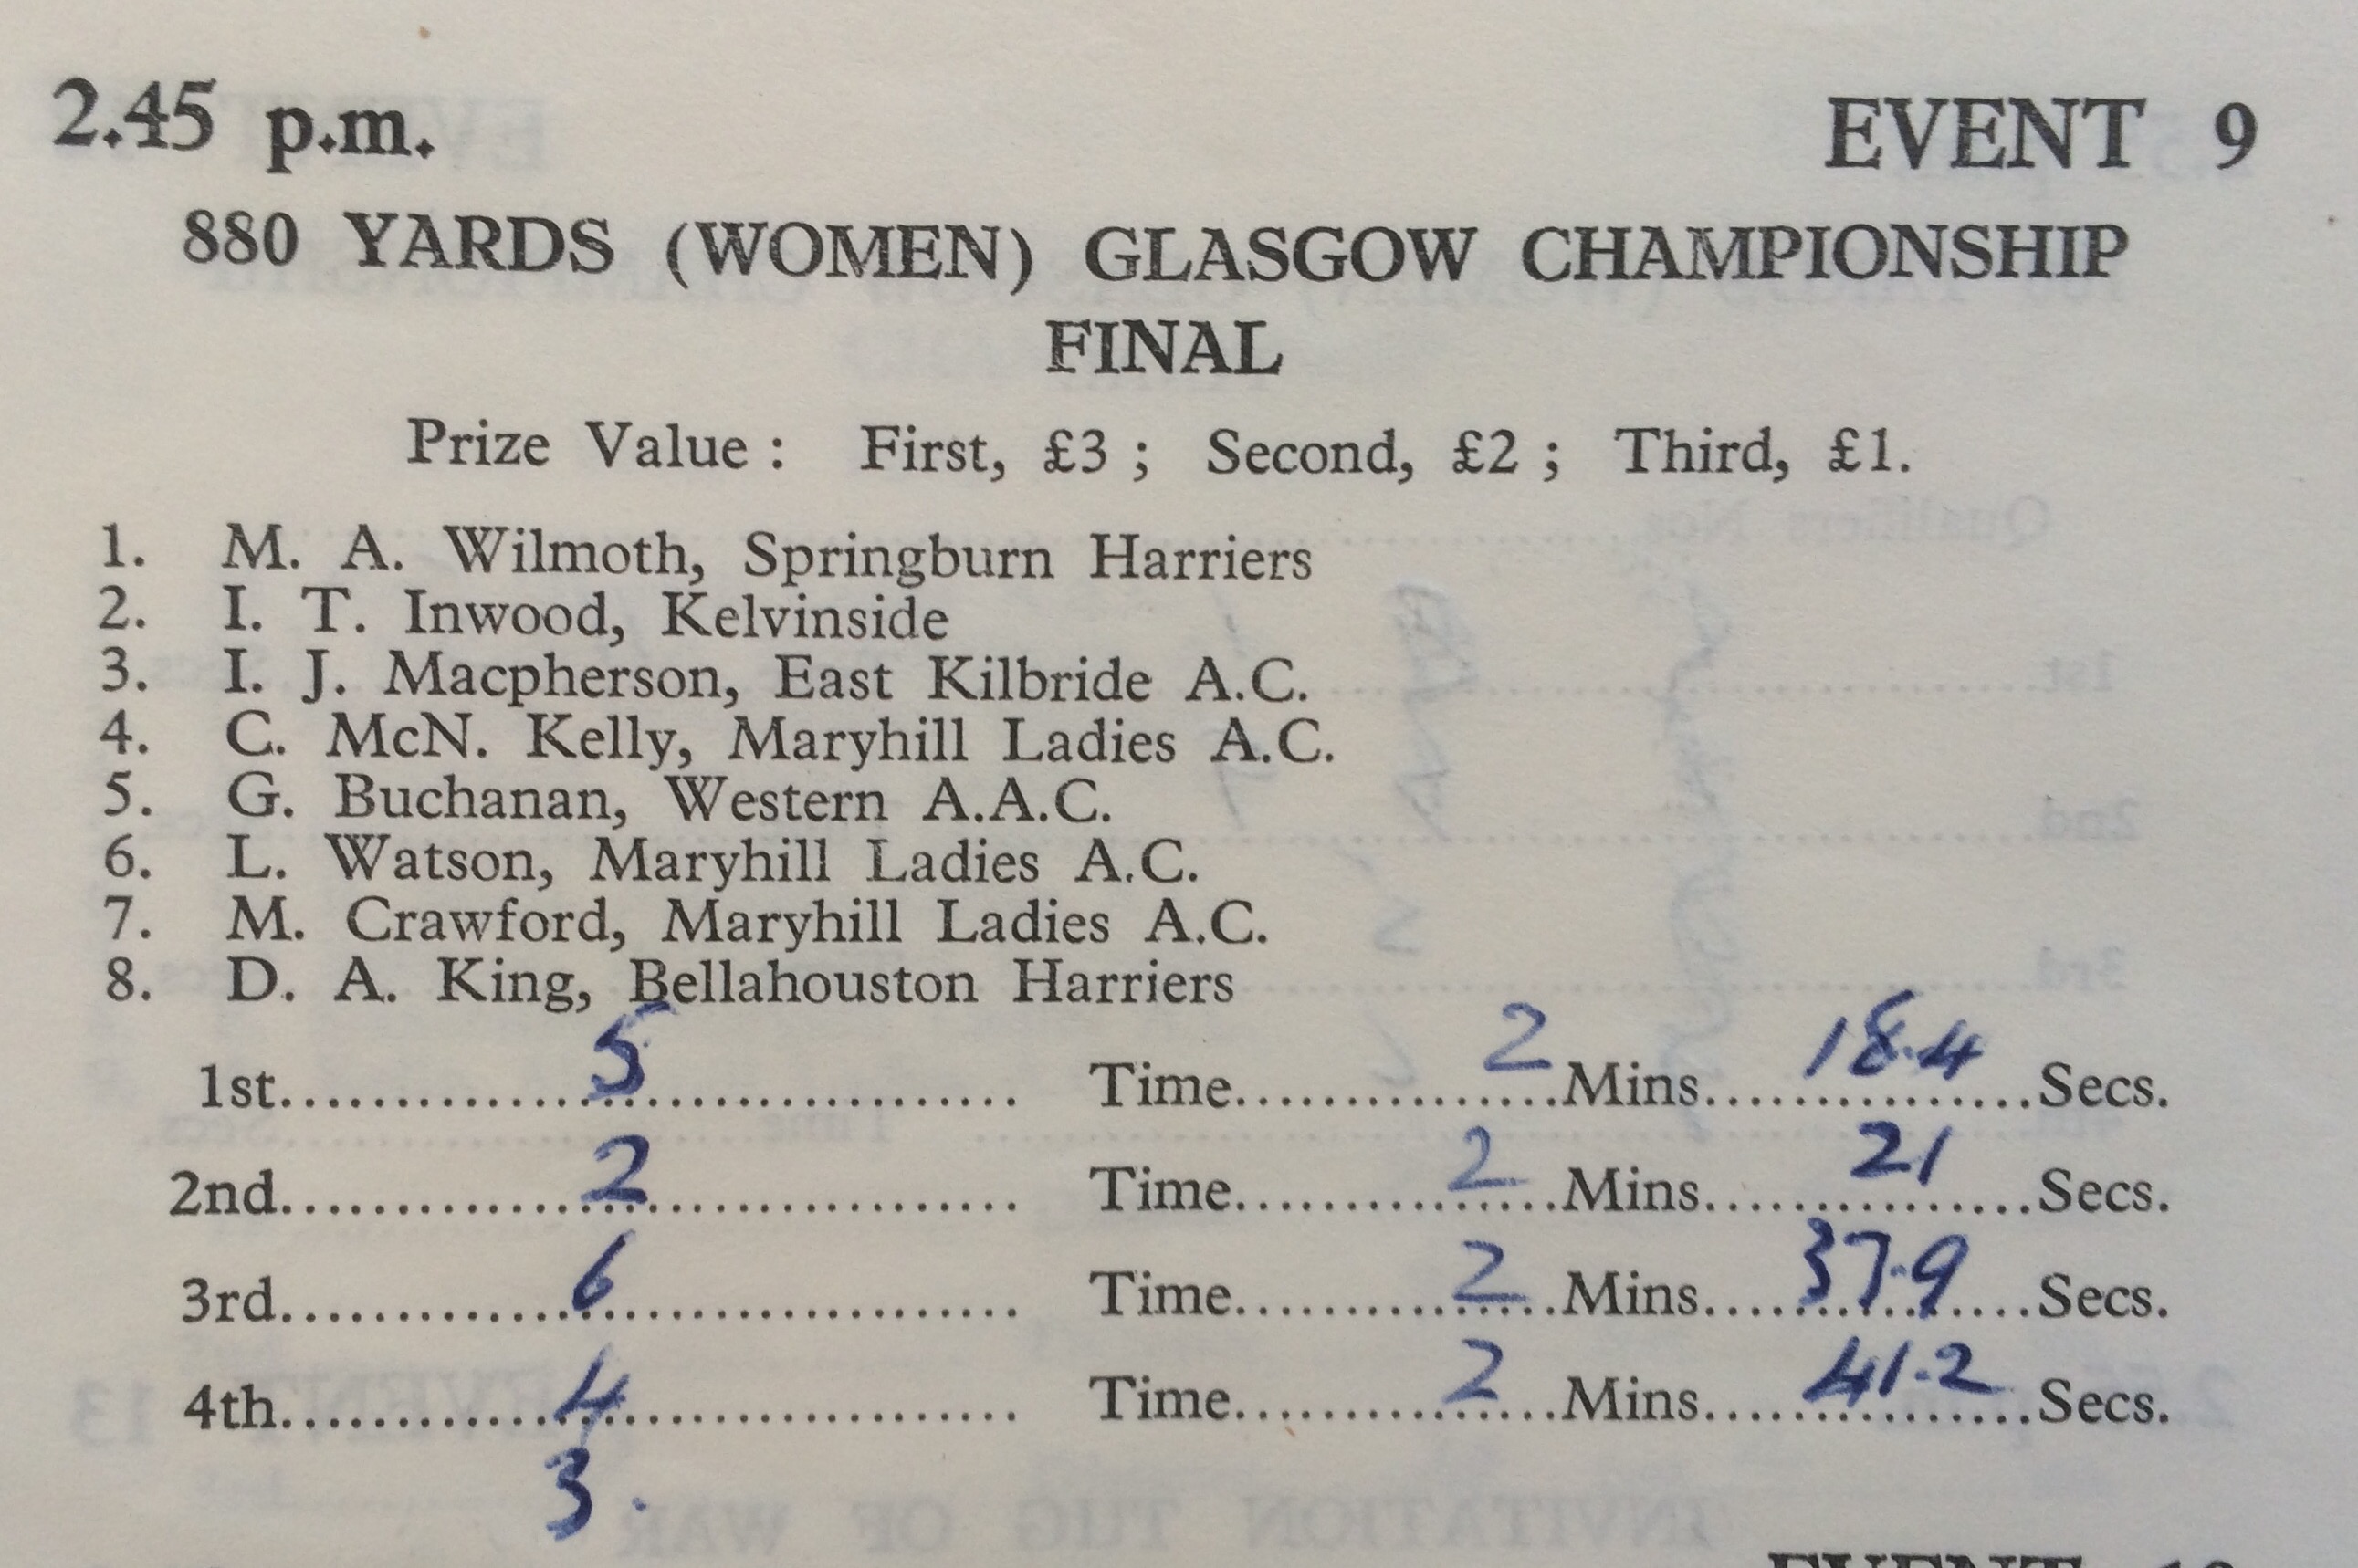 2.45 p.m. EVENT 9
880 YARDS (WOMEN) GLASGOW CHAMPIONSHIP
FINAL
Prize Value : First, £3 ; Second, £2 ; Third, £1.
1. M. A. Wilmoth, Springburn Harriers
2. I. T. Inwood, Kelvinside
3. I. J. Macpherson, East Kilbride A.C.
4. C. McN. Kelly, Maryhill Ladies A.C.
5. G. Buchanan, Western A.A.C.
6. L. Watson, Maryhill Ladies A.C.
7. M. Crawford, Maryhill Ladies A.C.
8. D. A. King, Bellahouston Harriers
1st.......5....... Time.......2 Mins.......18.4 Secs.
2nd.......2....... Time.......2 Mins.......21 Secs.
3rd.......6....... Time.......2 Mins.......37.9 Secs.
4th.......4....... Time.......2 Mins.......41.2 Secs.
3.